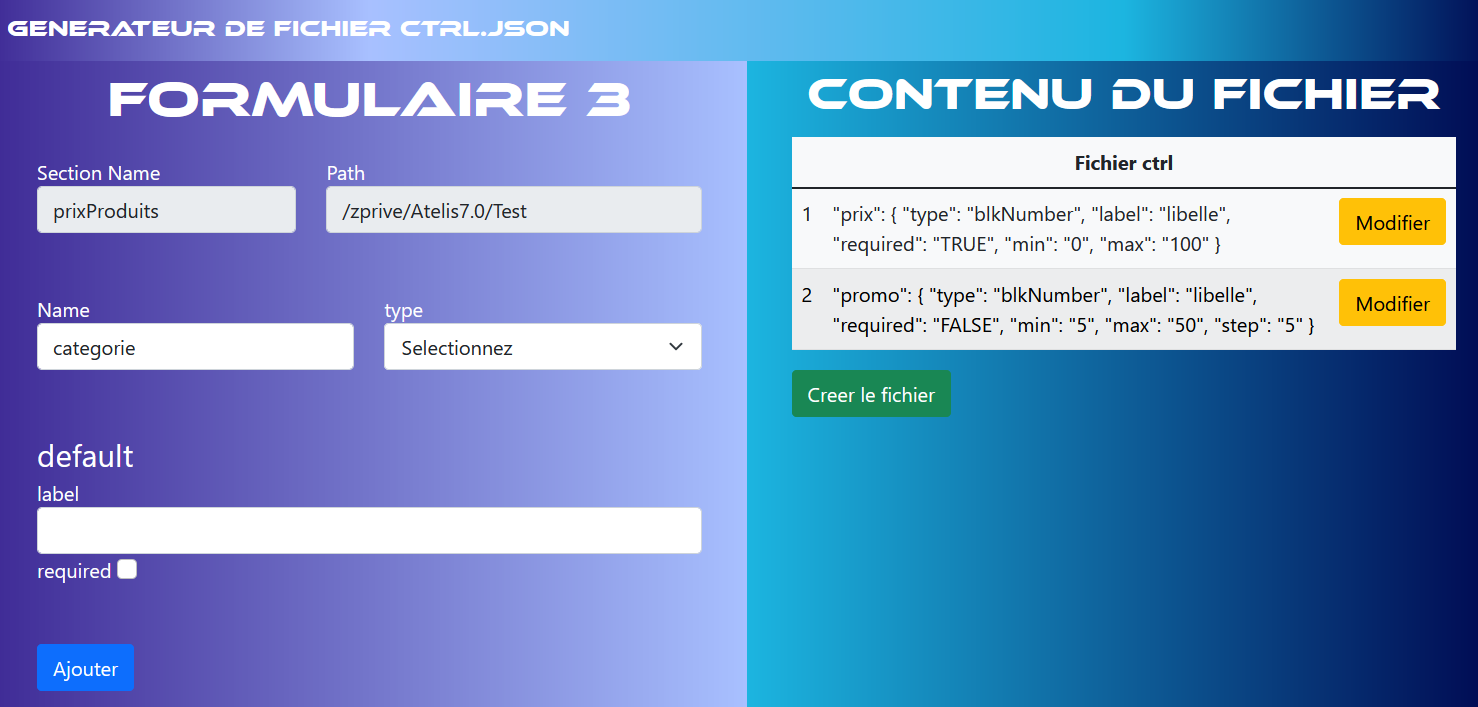 GENERATEUR DE FICHIER CTRL.JSON
FORMULAIRE 3
Section Name
Path
prixProduits
/zprive/Atelis7.0/Test
Name
type
categorie
Selectionnez
default
label
required
Ajouter
CONTENU DU FICHIER
Fichier ctrl
1 "prix": { "type": "blkNumber", "label": "libelle",
"required": "TRUE", "min": "0", "max": "100" }
Modifier
2 "promo": { "type": "blkNumber", "label": "libelle",
"required": "FALSE", "min": "5", "max": "50", "step": "5" }
Modifier
Creer le fichier